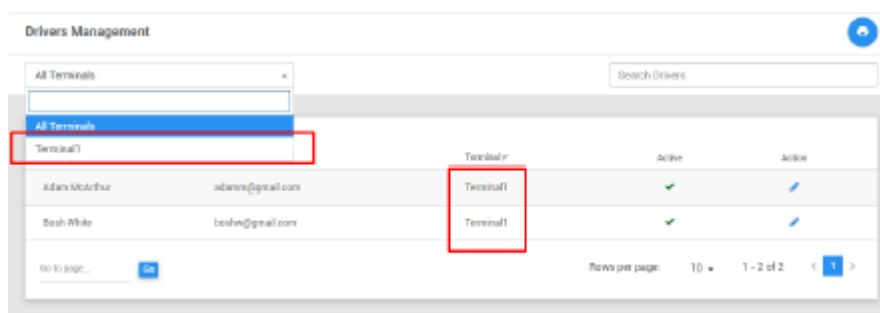 Drivers Management
All Terminals
Search Drivers
All Terminals
Terminal1
Terminal
Active
Action
Adam McArthur adamm@gmail.com Terminal1
Bosh White boshw@gmail.com Terminal1
Go to page... Go
Rows per page: 10 1 - 2 of 2 < 1 >